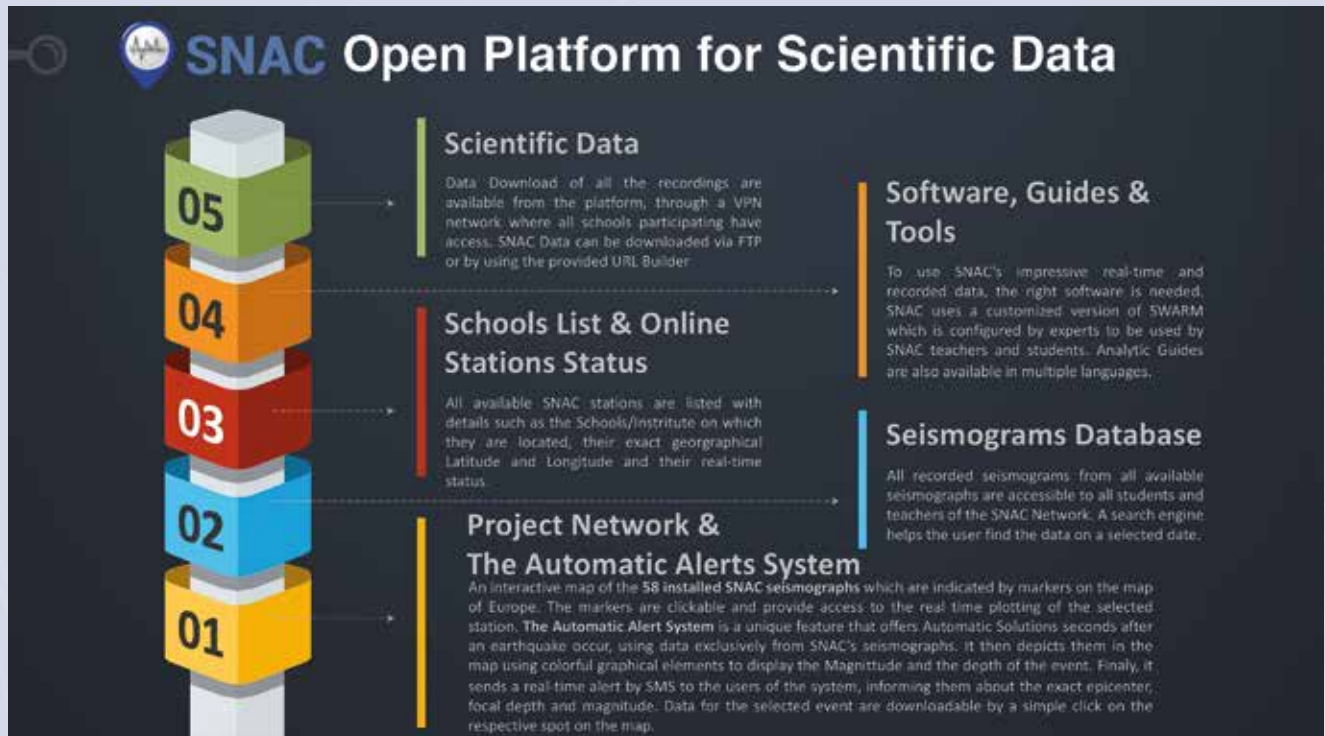 SNAC Open Platform for Scientific Data
05
Scientific Data
Data Download of all the recordings are
available from the platform, through a VPN
network where all schools participating have
access. SNAC Data can be downloaded via FTP
or by using the provided URL Builder
04
Software, Guides &
Tools
To use SNAC's impressive real-time and
recorded data, the right software is needed.
SNAC uses a customized version of SWARM
which is configured by experts to be used by
SNAC teachers and students. Analytic Guides
are also available in multiple languages.
03
Schools List & Online
Stations Status
All available SNAC stations are listed with
details such as the Schools/Institrute on which
they are located, their exact georgraphical
Latitude and Longitude and their real-time
status.
02
Seismograms Database
All recorded seismograms from all available
seismographs are accessible to all students and
teachers of the SNAC Network. A search engine
helps the user find the data on a selected date.
01
Project Network &
The Automatic Alerts System
An interactive map of the 58 installed SNAC seismographs which are indicated by markers on the map
of Europe. The markers are clickable and provide access to the real time plotting of the selected
station. The Automatic Alert System is a unique feature that offers Automatic Solutions seconds after
an earthquake occur, using data exclusively from SNAC's seismographs. It then depicts them in the
map using colorful graphical elements to display the Magnittude and the depth of the event. Finaly, it
sends a real-time alert by SMS to the users of the system, informing them about the exact epicenter,
focal depth and magnitude. Data for the selected event are downloadable by a simple click on the
respective spot on the map.